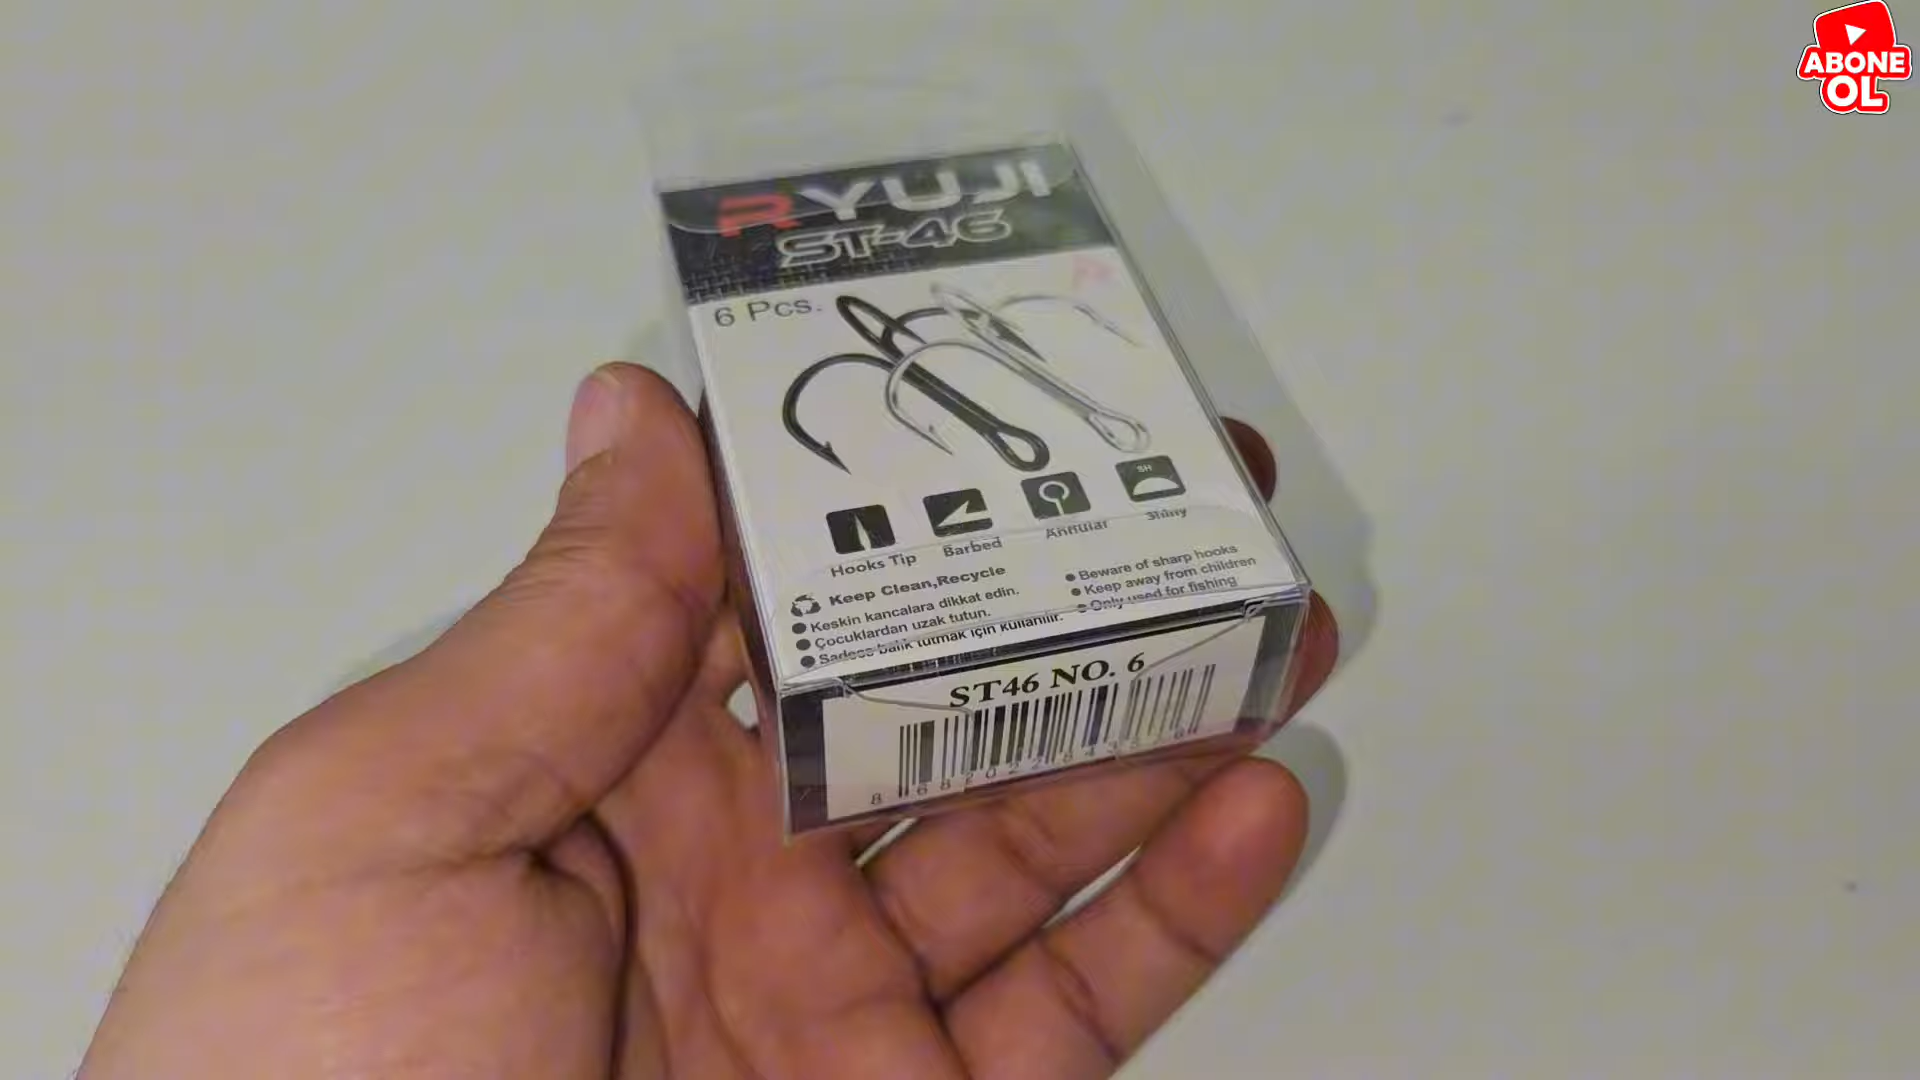 ABONE
OL
RYUJI
ST-46
6 Pcs.
SH
Hooks Tip
Barbed
Annular
Shiny
Keep Clean,Recycle
Keskin kancalara dikkat edin.
Çocuklardan uzak tutun.
Sadece balık tutmak için kullanılır.
Beware of sharp hooks
Keep away from children
Only used for fishing
ST46 NO. 6